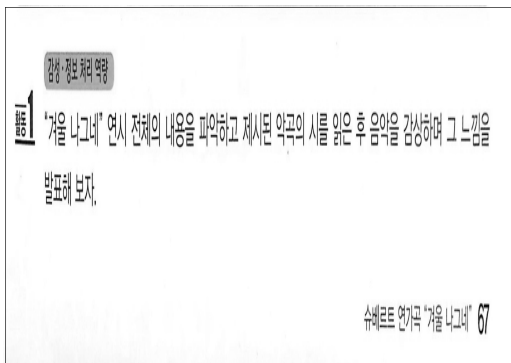 감성·정보 처리 역량
활동 1 "겨울 나그네" 연시 전체의 내용을 파악하고 제시된 악곡의 시를 읽은 후 음악을 감상하며 그 느낌을
발표해 보자.
슈베르트 연가곡 "겨울 나그네" 67